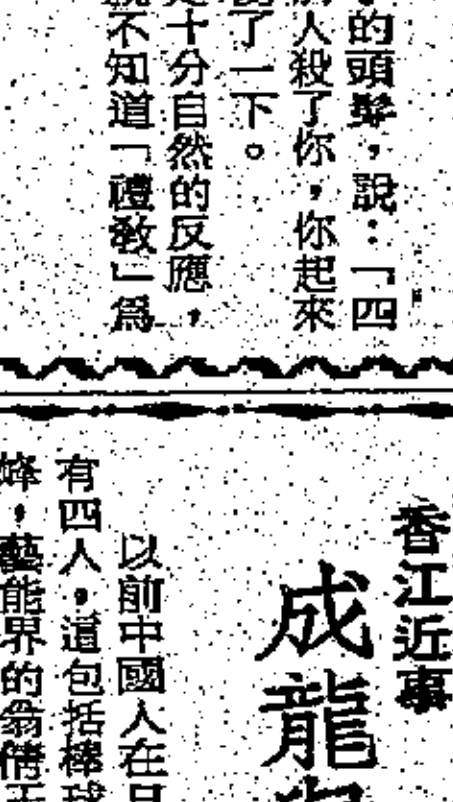 的頭髮，說：「四
人殺了你，你起來
了一下。
十分自然的反應，
不知道「禮教」為
香江近事
成龍
以前中國人在
有四人，這包括棒球
，藝能界的翁倩玉